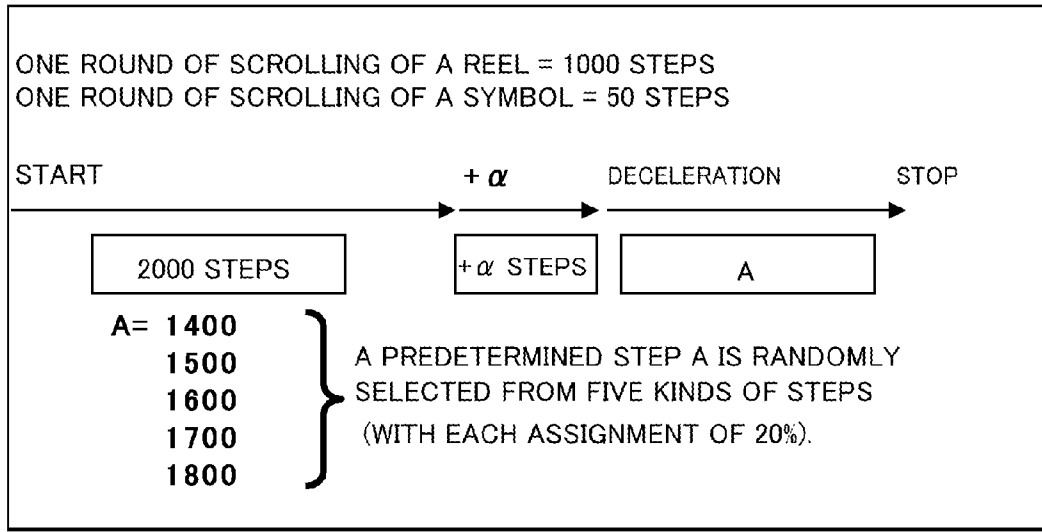 ONE ROUND OF SCROLLING OF A REEL = 1000 STEPS
ONE ROUND OF SCROLLING OF A SYMBOL = 50 STEPS
START
+ α
DECELERATION
STOP
2000 STEPS
+ α STEPS
A
A= 1400
1500
1600
1700
1800
A PREDETERMINED STEP A IS RANDOMLY
SELECTED FROM FIVE KINDS OF STEPS
(WITH EACH ASSIGNMENT OF 20%).